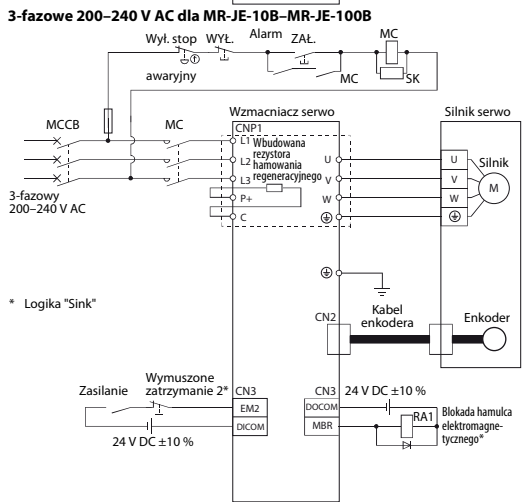 3-fazowe 200–240 V AC dla MR-JE-10B–MR-JE-100B
Wył. stop
awaryjny
WYŁ.
Alarm
ZAŁ.
MC
MC
SK
MCCB
MC
3-fazowy
200–240 V AC
Wzmacniacz serwo
CNP1
L1
L2
L3
P+
C
Wbudowana
rezystora
hamowania
regeneracyjnego
U
V
W
Silnik serwo
U
V
W
Silnik
M
* Logika "Sink"
CN2
Kabel
enkodera
Enkoder
Zasilanie
Wymuszone
zatrzymanie 2*
24 V DC ±10 %
CN3
EM2
DICOM
CN3
DOCOM
MBR
24 V DC ±10 %
RA1
Blokada hamulca
elektromagne-
tycznego*